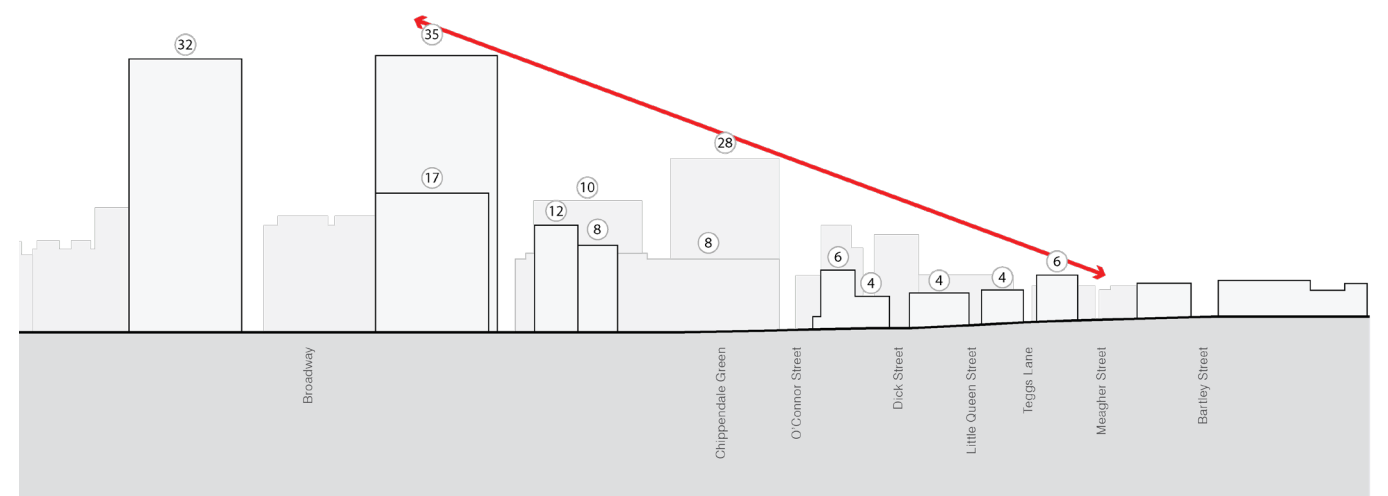 32
35
17
28
10
12
8
8
6
4
4
4
6
Broadway
Chippendale Green
O'Connor Street
Dick Street
Little Queen Street
Teggs Lane
Meagher Street
Bartley Street